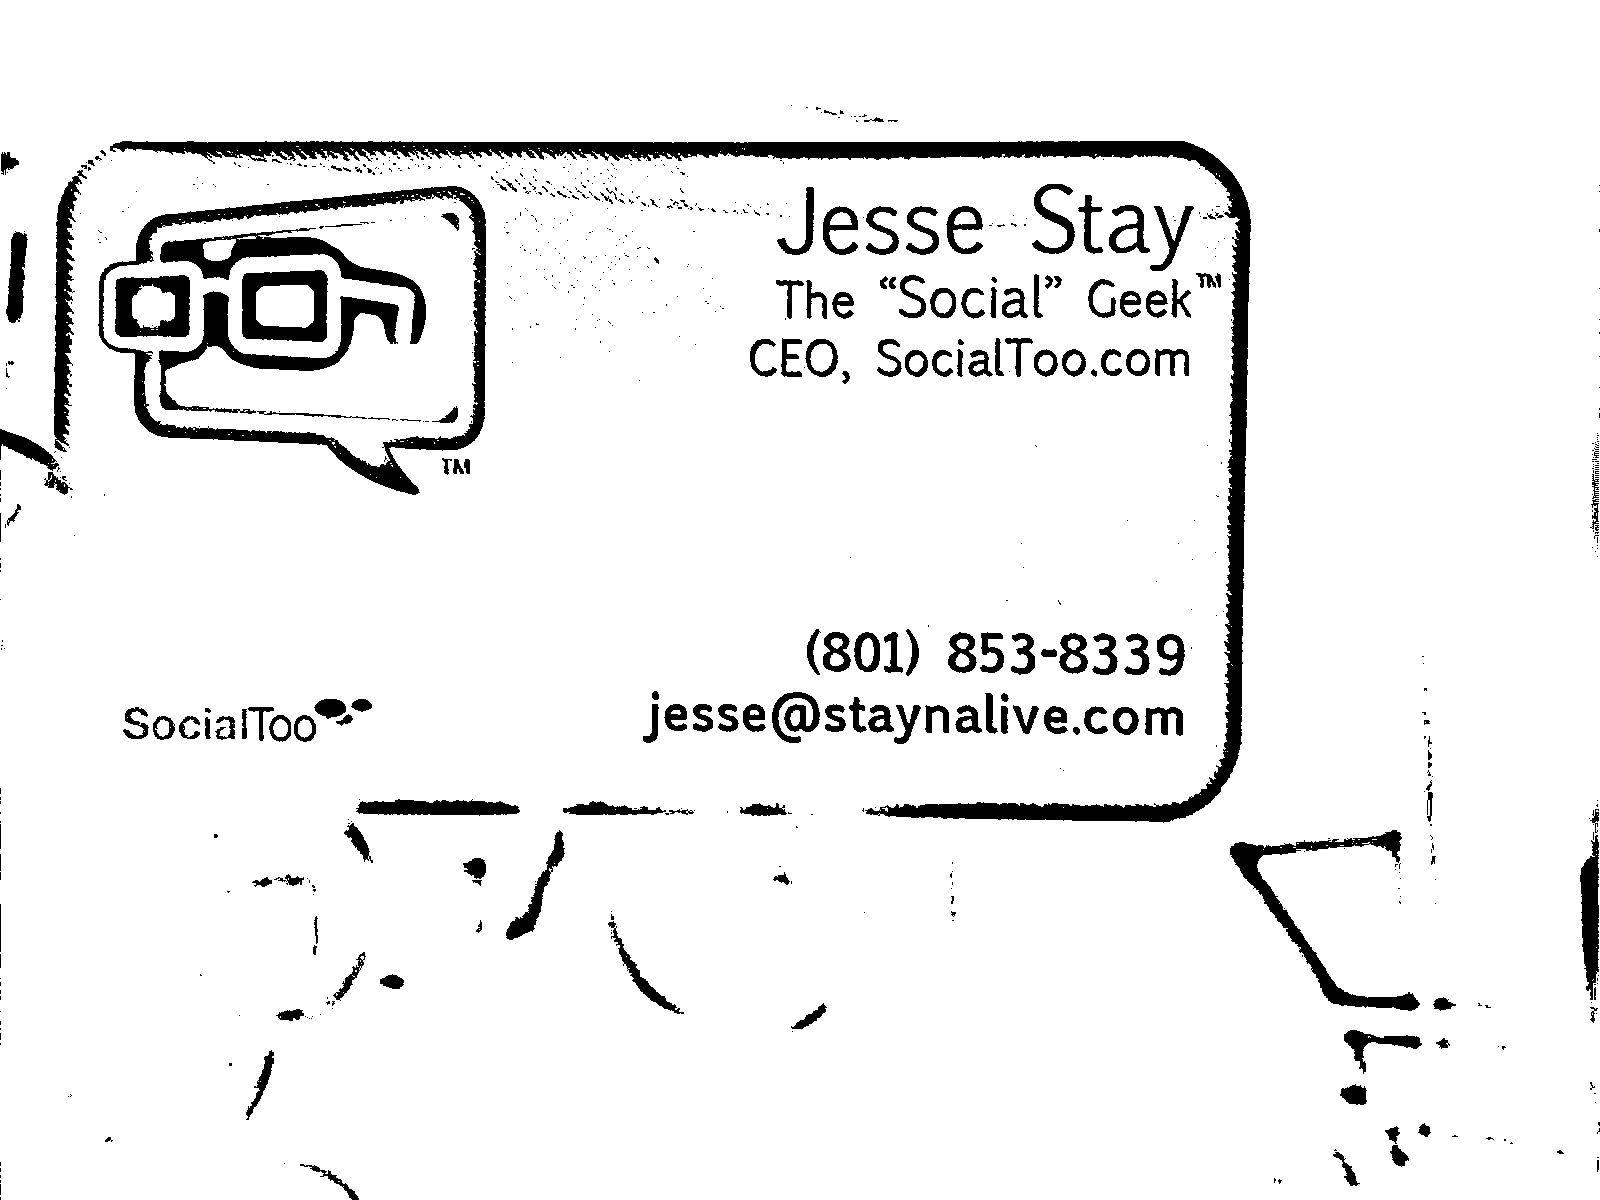 Jesse Stay
The “Social” Geek™
CEO, SocialToo.com
™
(801) 853-8339
jesse@staynalive.com
SocialToo